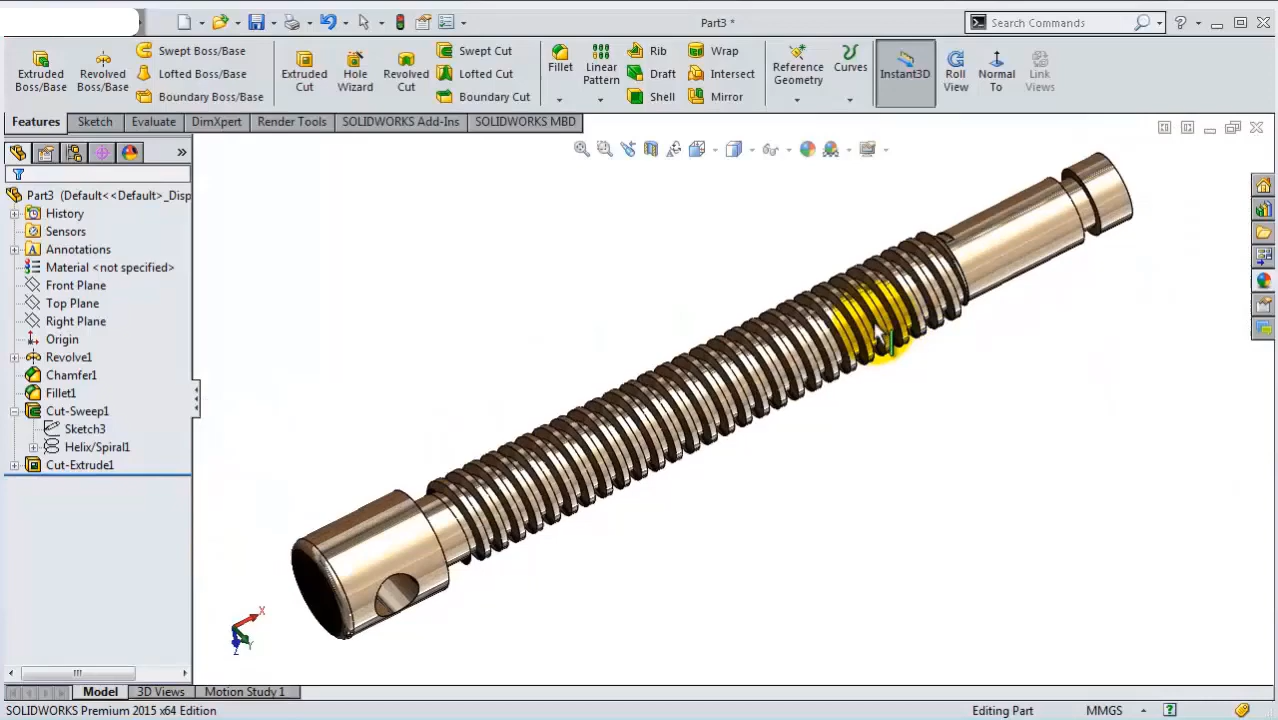 Part3 *
Search Commands
Extruded Boss/Base
Revolved Boss/Base
Swept Boss/Base
Lofted Boss/Base
Boundary Boss/Base
Extruded Cut
Hole Wizard
Revolved Cut
Swept Cut
Lofted Cut
Boundary Cut
Fillet
Linear Pattern
Rib
Draft
Shell
Wrap
Intersect
Mirror
Reference Geometry
Curves
Instant3D
Roll View
Normal To
Link Views
Features
Sketch
Evaluate
DimXpert
Render Tools
SOLIDWORKS Add-Ins
SOLIDWORKS MBD
Part3 (Default<<Default>_Disp
History
Sensors
Annotations
Material <not specified>
Front Plane
Top Plane
Right Plane
Origin
Revolve1
Chamfer1
Fillet1
Cut-Sweep1
Sketch3
Helix/Spiral1
Cut-Extrude1
X
Y
Z
Model
3D Views
Motion Study 1
SOLIDWORKS Premium 2015 x64 Edition
Editing Part
MMGS